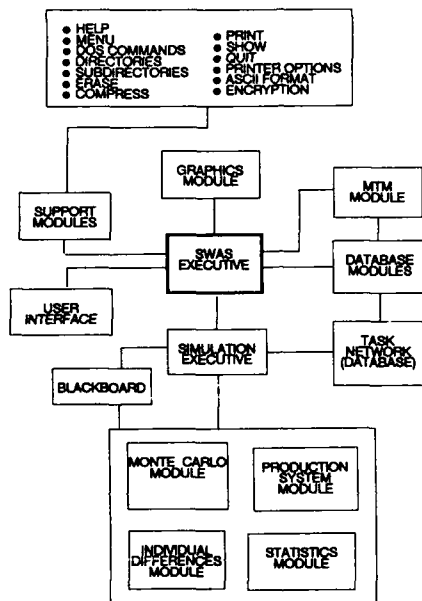 ● HELP
● MENU
● DOS COMMANDS
● DIRECTORIES
● SUBDIRECTORIES
● ERASE
● COMPRESS
● PRINT
● SHOW
● QUIT
● PRINTER OPTIONS
● ASCII FORMAT
● ENCRYPTION
GRAPHICS
MODULE
MTM
MODULE
SUPPORT
MODULES
SWAS
EXECUTIVE
DATABASE
MODULES
USER
INTERFACE
SIMULATION
EXECUTIVE
TASK
NETWORK
(DATABASE)
BLACKBOARD
MONTE CARLO
MODULE
PRODUCTION
SYSTEM
MODULE
INDIVIDUAL
DIFFERENCES
MODULE
STATISTICS
MODULE